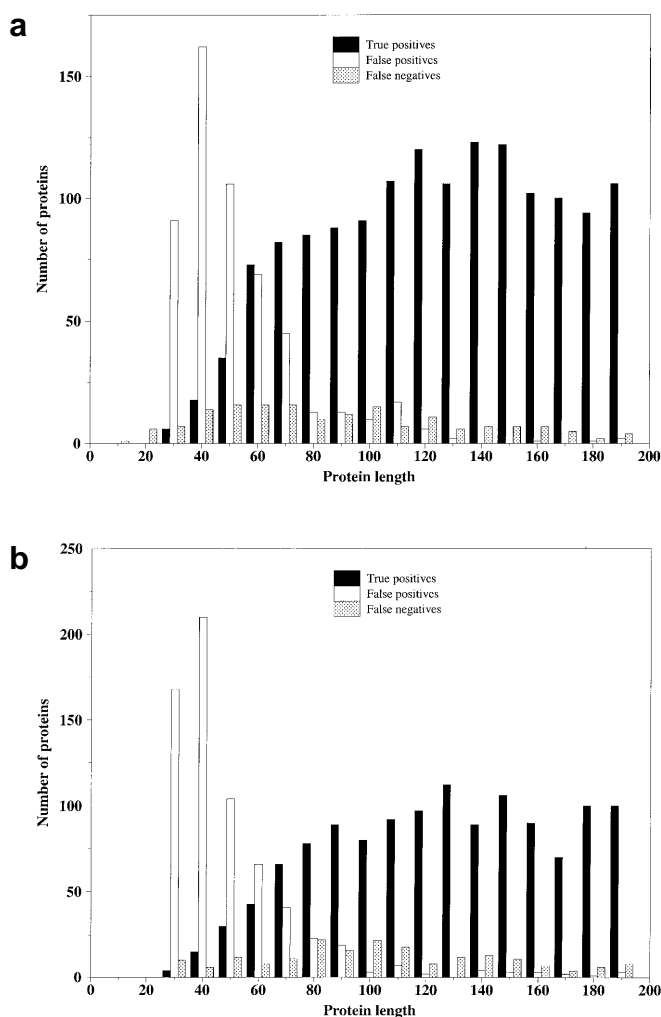 a
True positives
False positives
False negatives
150
100
50
0
Number of proteins
0 20 40 60 80 100 120 140 160 180 200
Protein length
b
250
True positives
False positives
False negatives
200
150
100
50
0
Number of proteins
0 20 40 60 80 100 120 140 160 180 200
Protein length